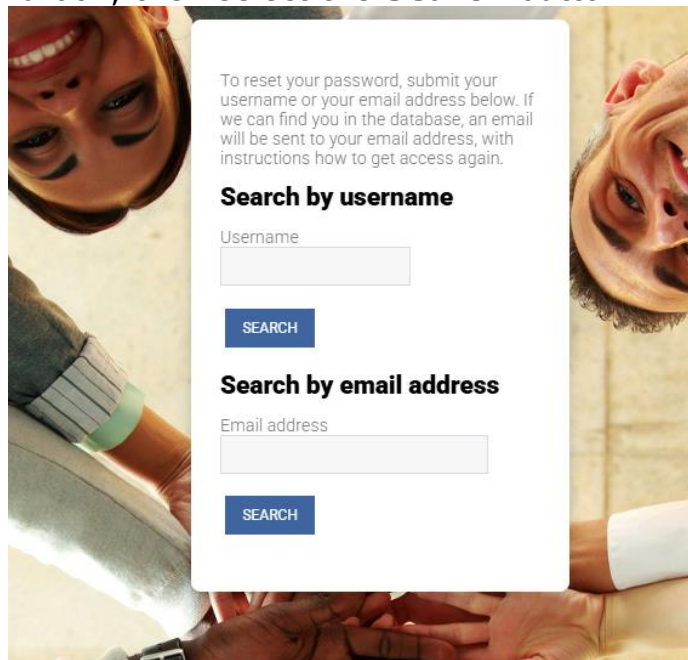 To reset your password, submit your
username or your email address below. If
we can find you in the database, an email
will be sent to your email address, with
instructions how to get access again.
Search by username
Username
SEARCH
Search by email address
Email address
SEARCH